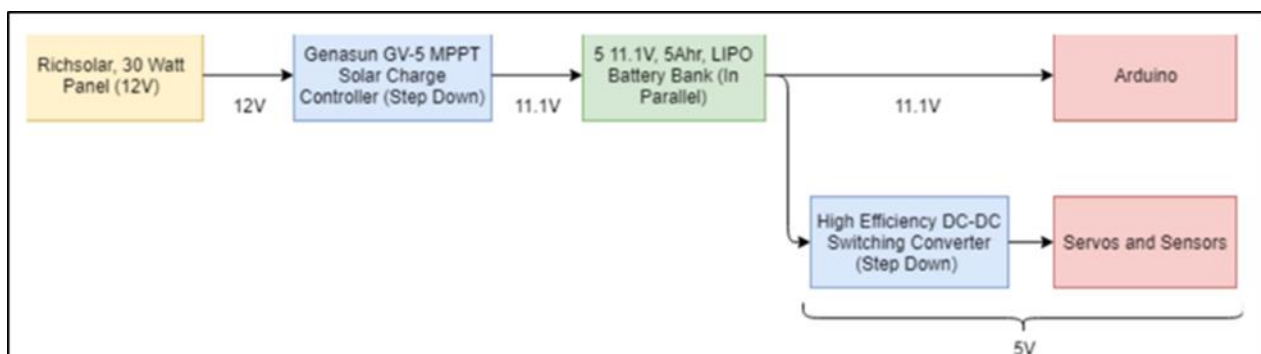 Richsolar, 30 Watt
Panel (12V)
12V
Genasun GV-5 MPPT
Solar Charge
Controller (Step Down)
11.1V
5 11.1V, 5Ahr, LIPO
Battery Bank (In
Parallel)
11.1V
Arduino
High Efficiency DC-DC
Switching Converter
(Step Down)
Servos and Sensors
5V